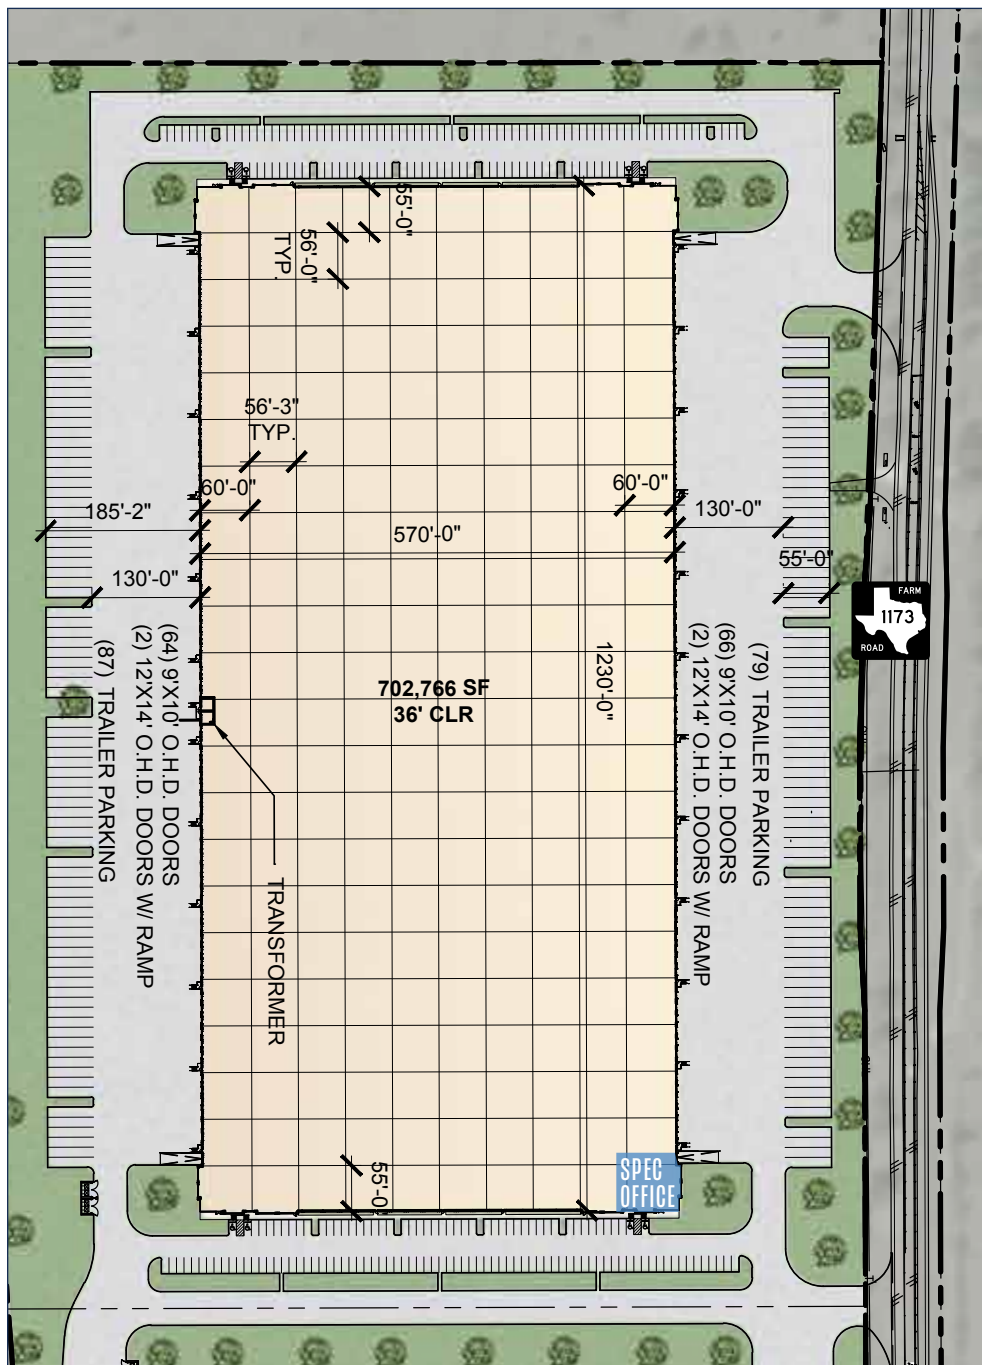 55'-0"
56'-0"
TYP.
56'-3"
TYP.
60'-0"
60'-0"
185'-2"
130'-0"
570'-0"
130'-0"
55'-0"
FARM
1173
ROAD
(64) 9'X10' O.H.D. DOORS
(2) 12'X14' O.H.D. DOORS W/ RAMP
(87) TRAILER PARKING
702,766 SF
36' CLR
1230'-0"
(79) TRAILER PARKING
(66) 9'X10' O.H.D. DOORS
(2) 12'X14' O.H.D. DOORS W/ RAMP
TRANSFORMER
55'-0"
SPEC
OFFICE